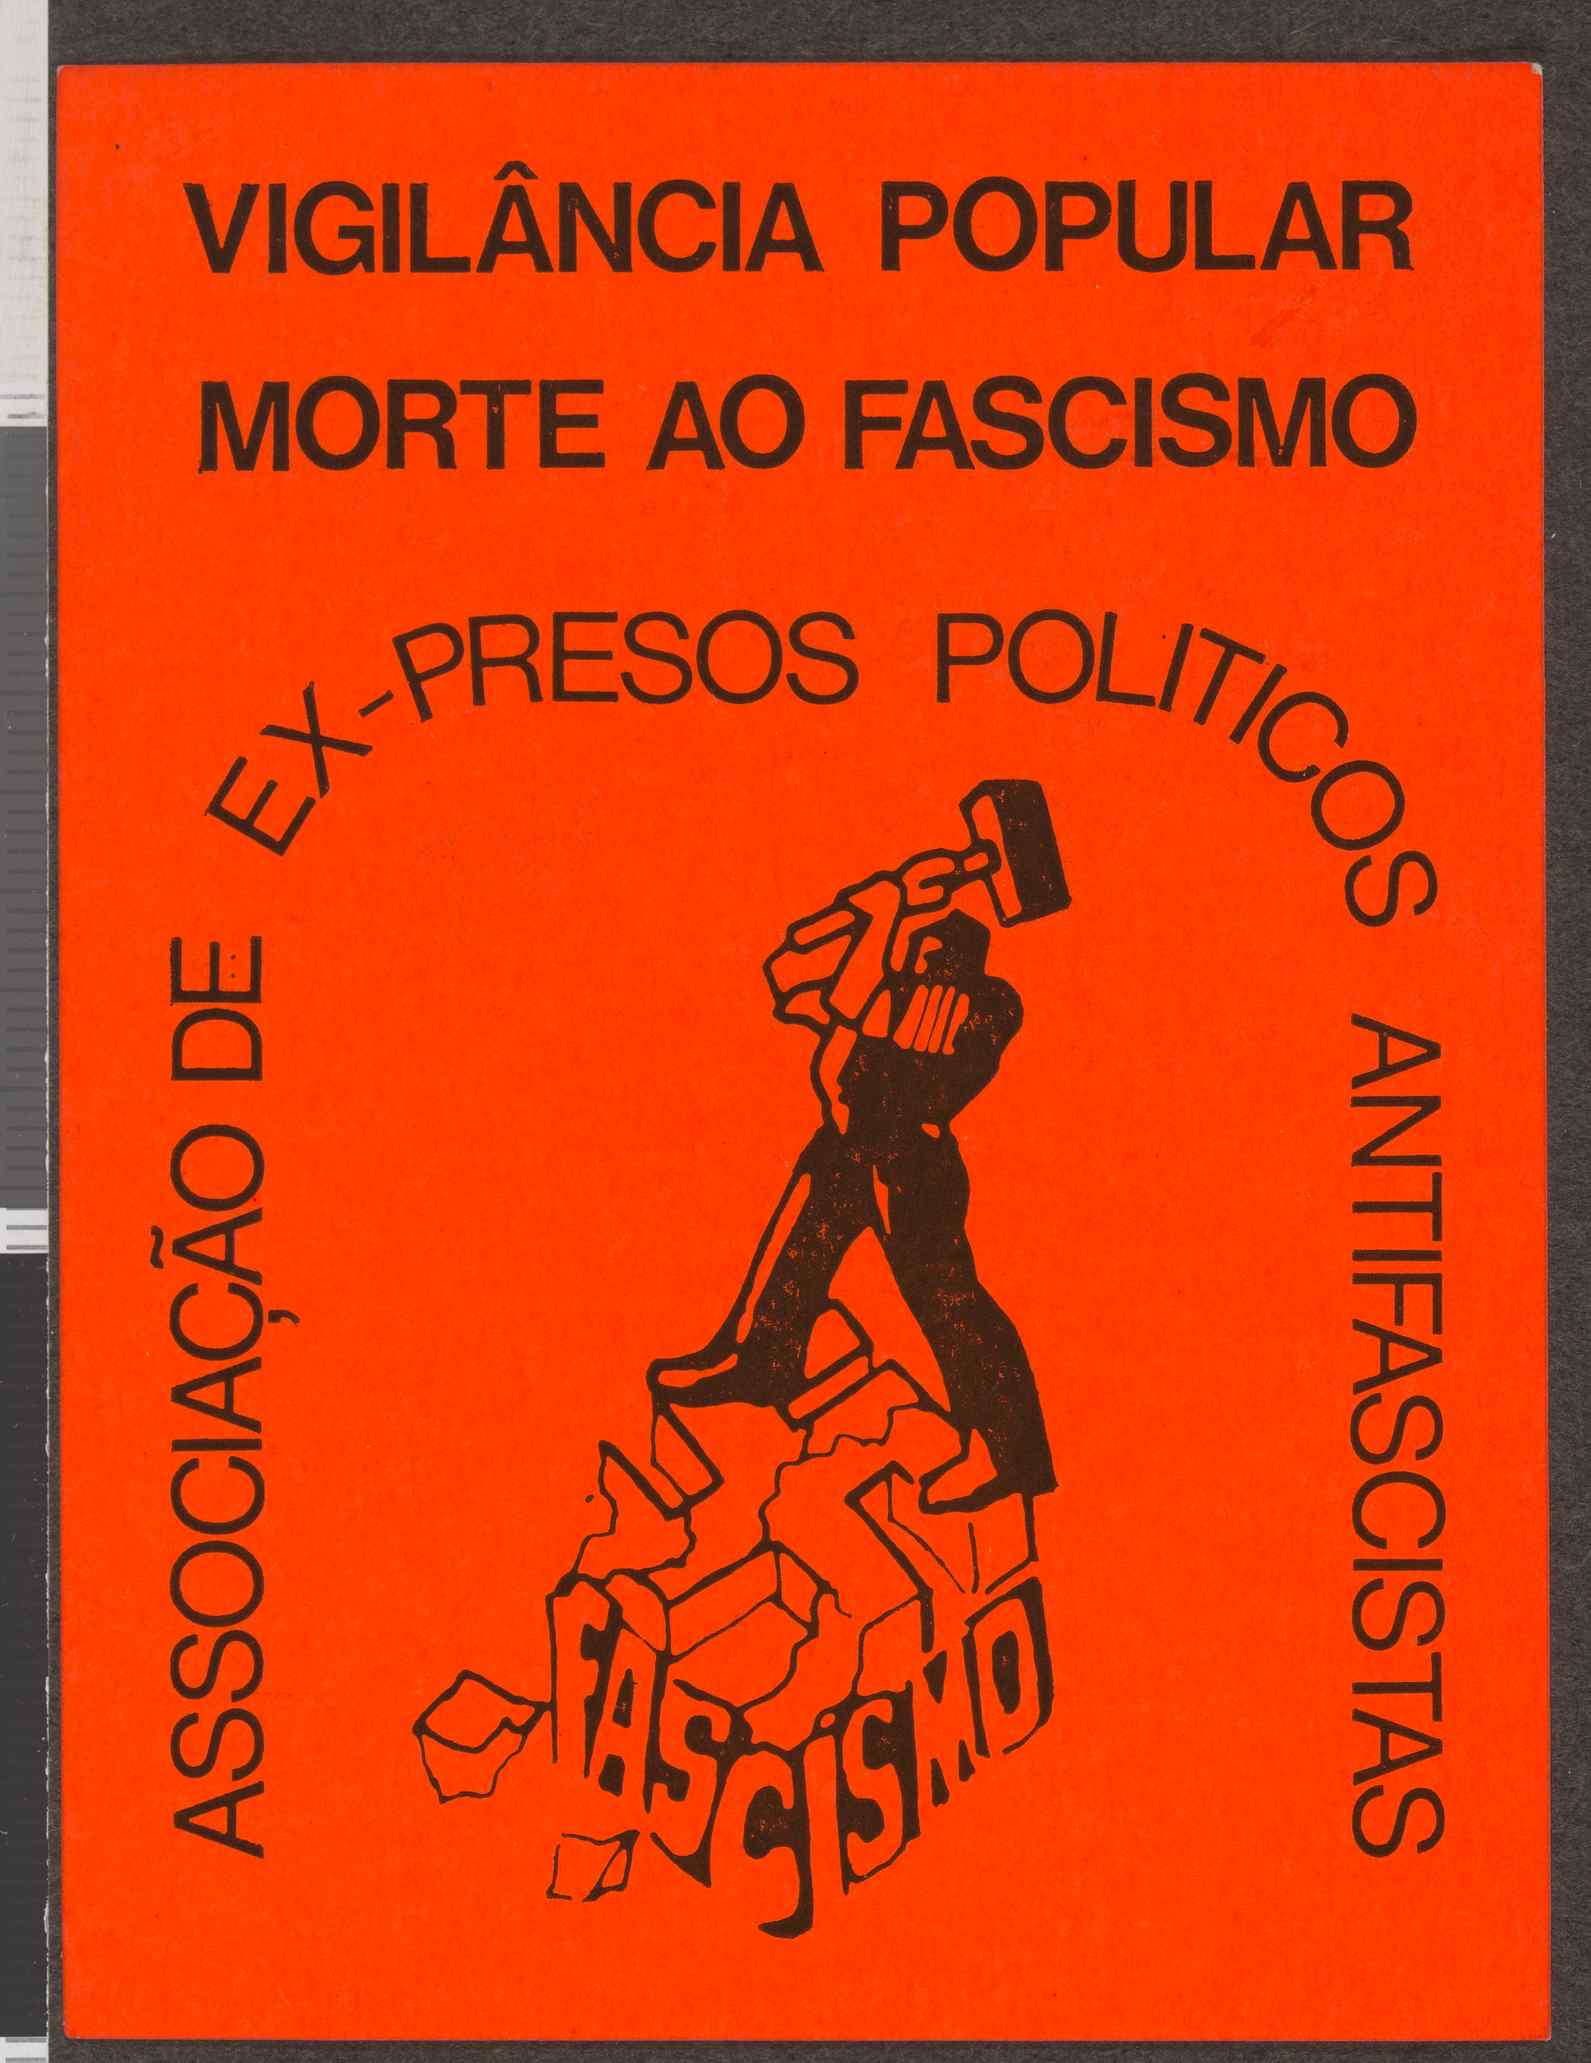 VIGILÂNCIA POPULAR
MORTE AO FASCISMO
ASSOCIAÇÃO DE EX-PRESOS POLITICOS ANTIFASCISTAS
FASCISMO